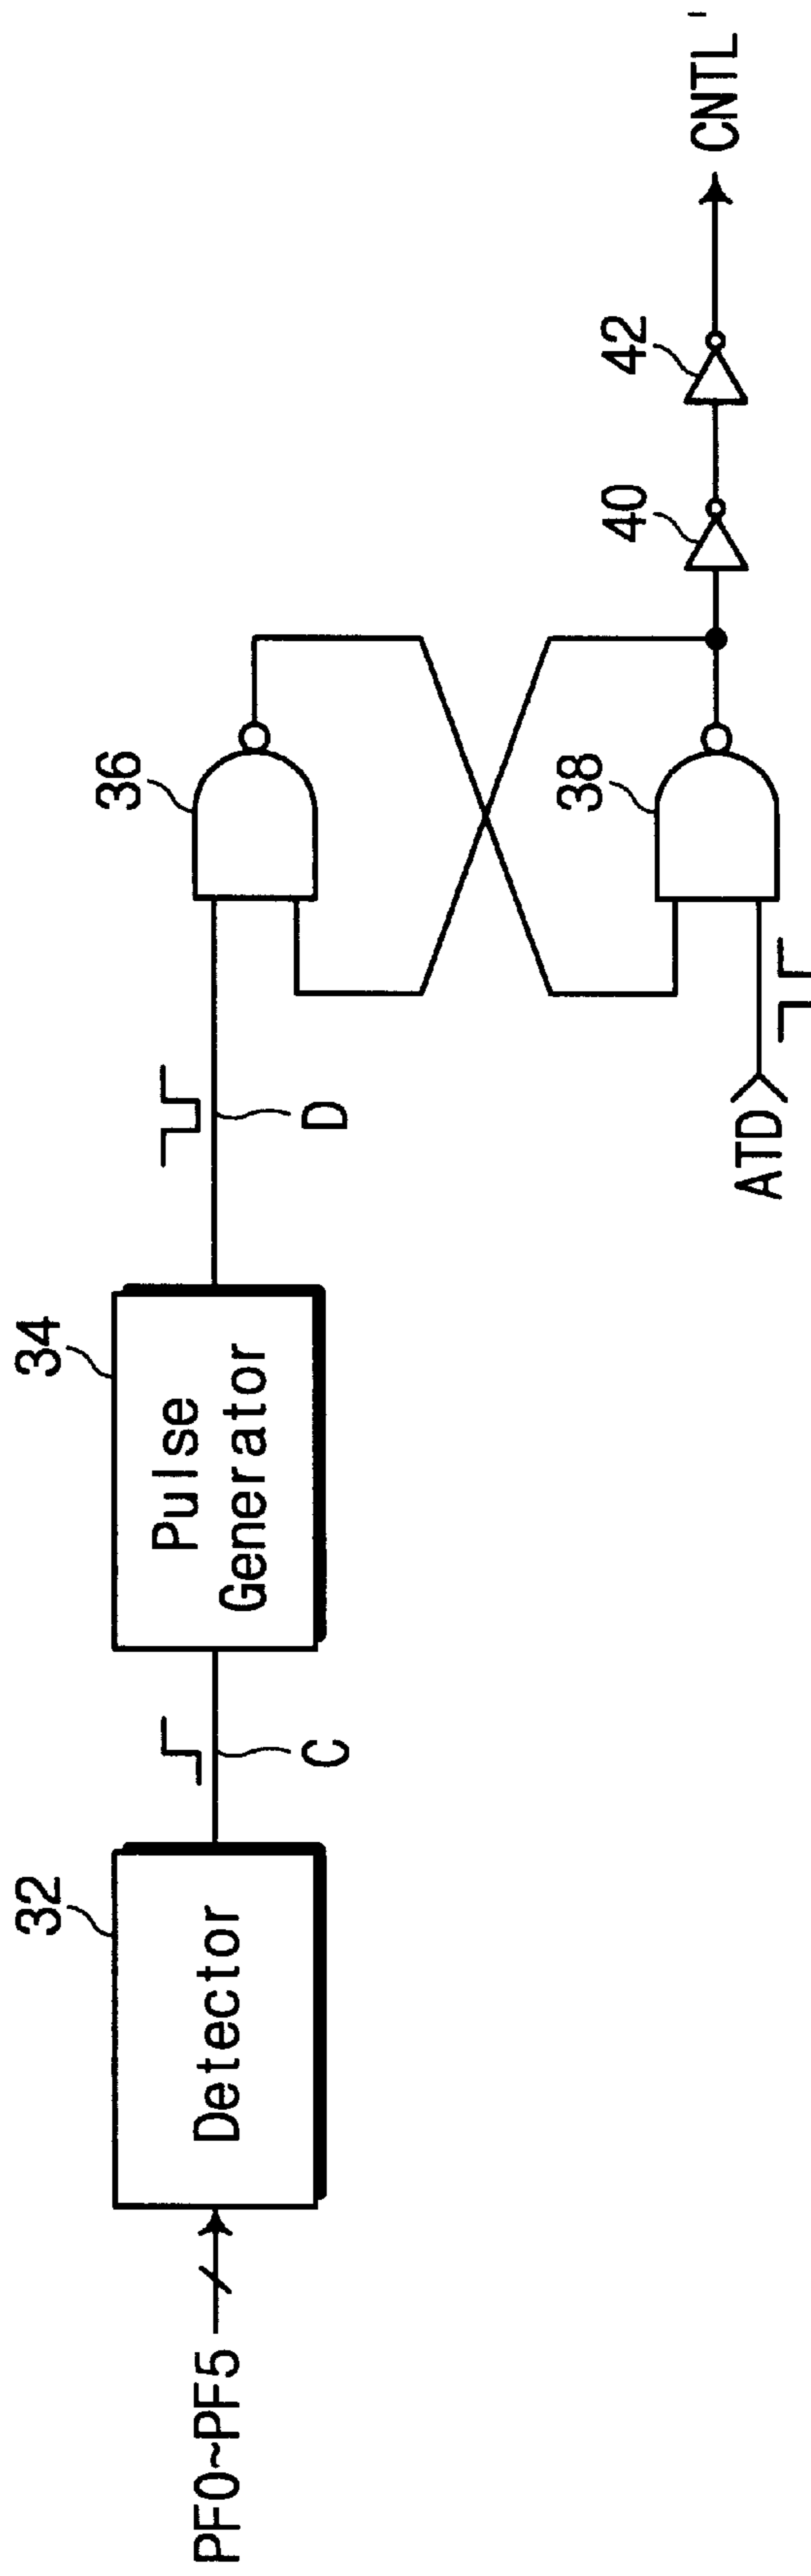 PF0~PF5
32
Detector
C
34
Pulse
Generator
D
36
ATD
38
40
42
CNTL'